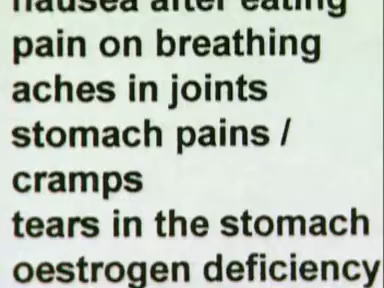 nausea after eating
pain on breathing
aches in joints
stomach pains /
cramps
tears in the stomach
oestrogen deficiency